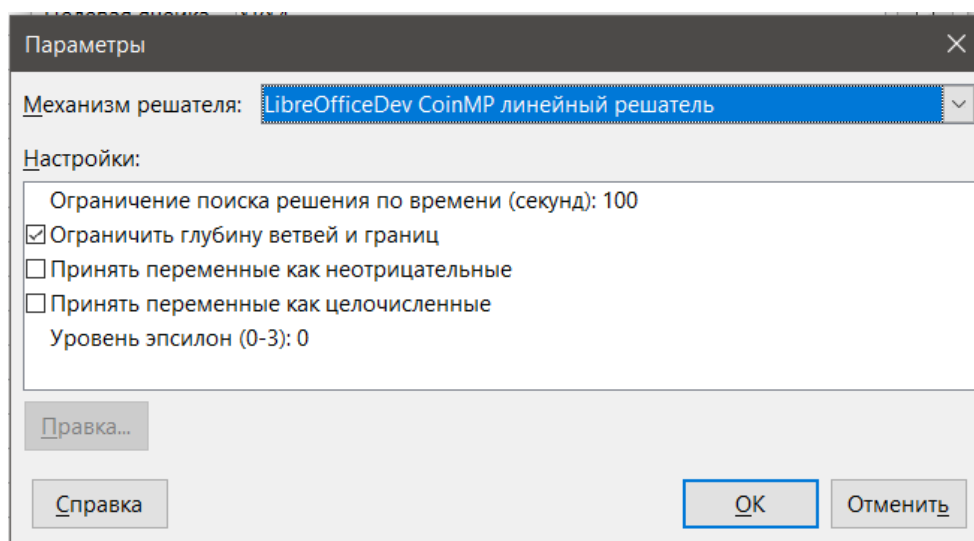 Параметры
Механизм решателя: LibreOfficeDev CoinMP линейный решатель
Настройки:
Ограничение поиска решения по времени (секунд): 100
Ограничить глубину ветвей и границ
Принять переменные как неотрицательные
Принять переменные как целочисленные
Уровень эпсилон (0-3): 0
Правка...
Справка
OK
Отменить